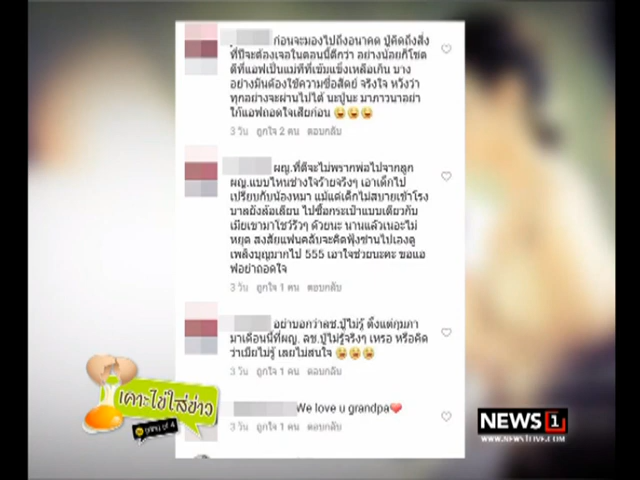 ก่อนจะมองไปถึงอนาคต ปู่คิดถึงสิ่ง
ที่ปีจะต้องเจอในตอนนี้ดีกว่า อย่างน้อยก็โชค
ดีที่แอฟเป็นแม่ที่ที่เข้มแข็งเหลือเกิน บาง
อย่างมันต้องใช้ความซื่อสัตย์ จริงใจ หวังว่า
ทุกอย่างจะผ่านไปได้ นะปู่นะ มาภาวนาอย่า
ให้แอฟถอดใจเสียก่อน 😂😂😂
3 วัน ถูกใจ 2 คน ตอบกลับ
ผญ.ที่ดีจะไม่พรากพ่อไปจากลูก
ผญ.แบบไหนช่างใจร้ายจริงๆ เอาเด็กไป
เปรียบกับน้องหมา แม้แต่เด็กไม่สบายเข้าโรง
บาลยังล้อเลียน ไปซื้อกระเป๋าแบบเดียวกับ
เมียเขามาโชว์รัวๆ ด้วยนะ นานแล้วเนอะไม่
หยุด สงสัยแฟนคลับจะคิดฟุ้งซ่านไปเองดู
เพลิงบุญมากไป 555 เอาใจช่วยนะคะ ขอแอ
ฟอย่าถอดใจ
3 วัน ถูกใจ 1 คน ตอบกลับ
อย่าบอกว่าลช.ปู่ไม่รู้ ตั้งแต่กุมภา
มาเดือนนี้ที่ผญ. ลช.ปู่ไม่รู้จริงๆ เหรอ หรือคิด
ว่าเมียไม่รู้ เลยไม่สนใจ 😂😂😂
3 วัน ถูกใจ 1 คน ตอบกลับ
We love u grandpa❤
3 วัน ถูกใจ 1 คน ตอบกลับ
เคาะไข่ใส่ข่าว
NEWS 1
WWW.NEWS1LIVE.COM